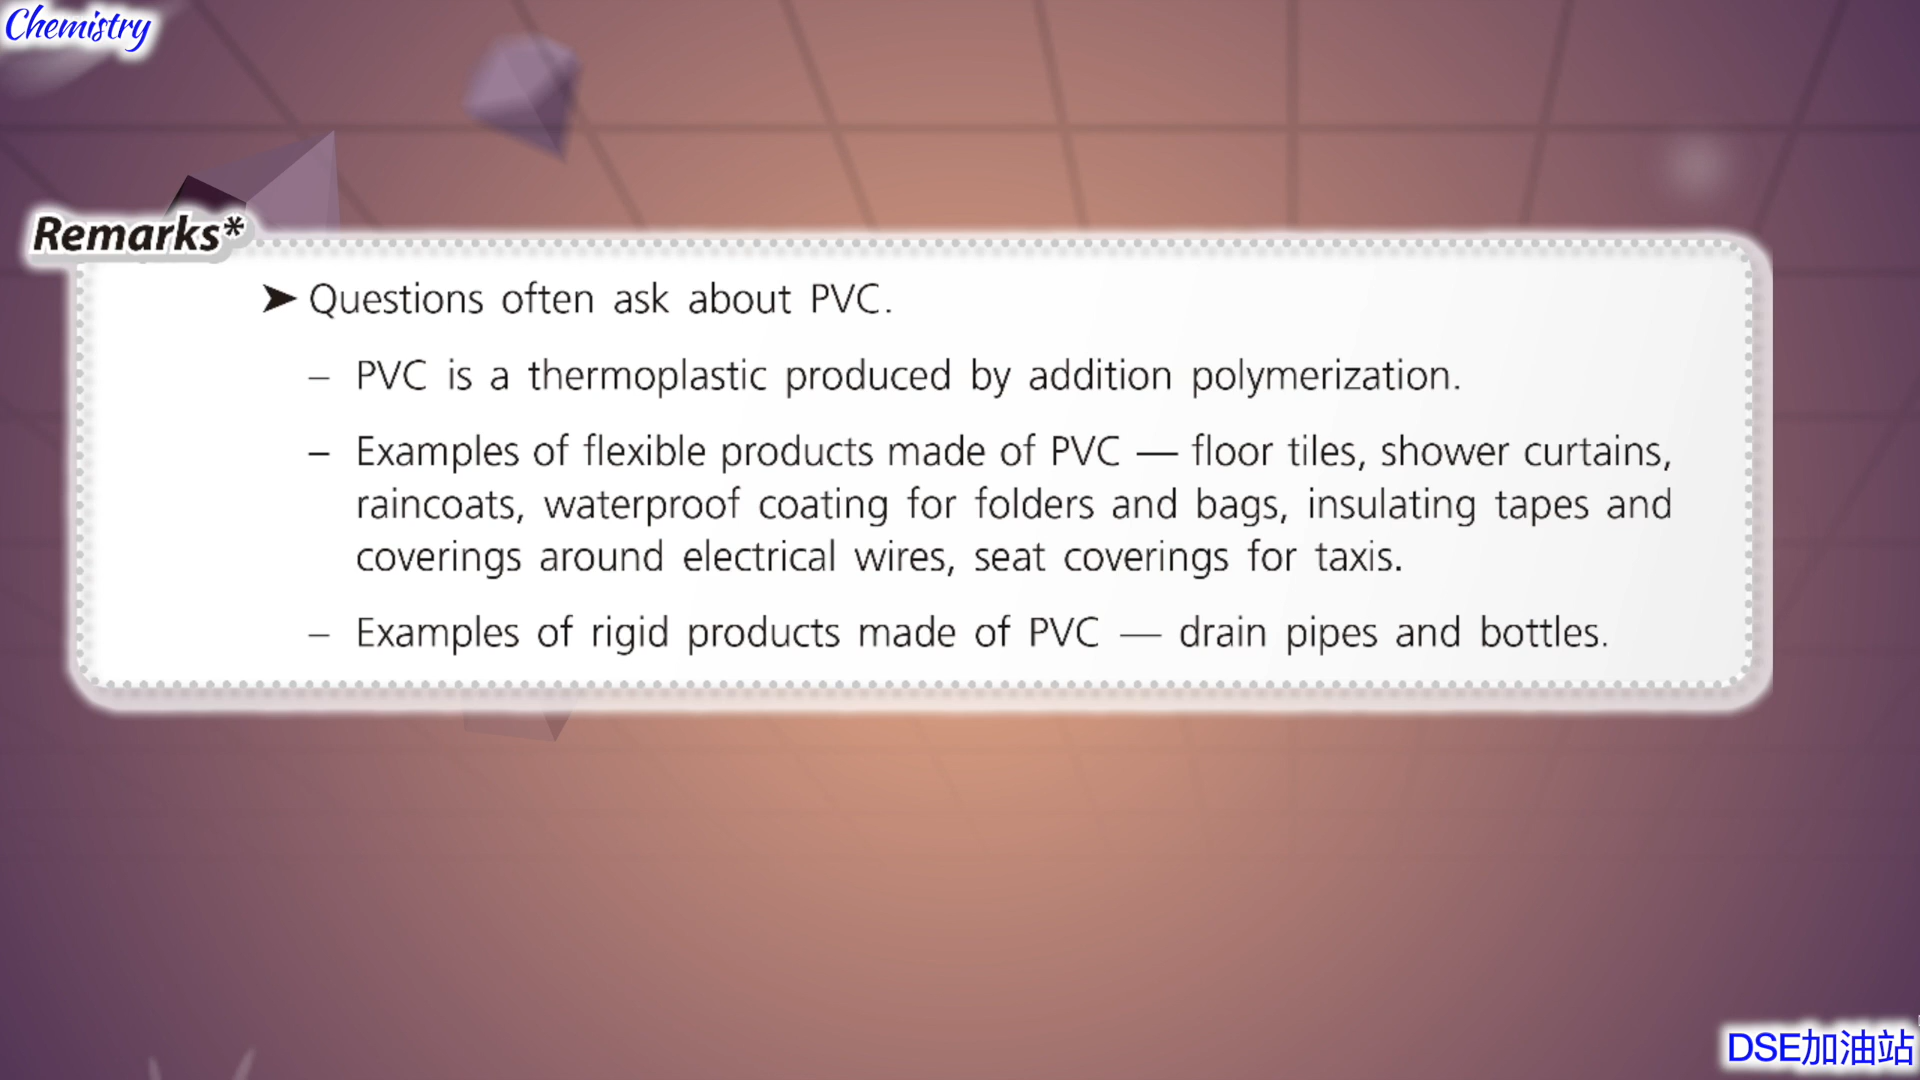 Chemistry
Remarks*
➤ Questions often ask about PVC.
– PVC is a thermoplastic produced by addition polymerization.
– Examples of flexible products made of PVC — floor tiles, shower curtains,
raincoats, waterproof coating for folders and bags, insulating tapes and
coverings around electrical wires, seat coverings for taxis.
– Examples of rigid products made of PVC — drain pipes and bottles.
DSE加油站